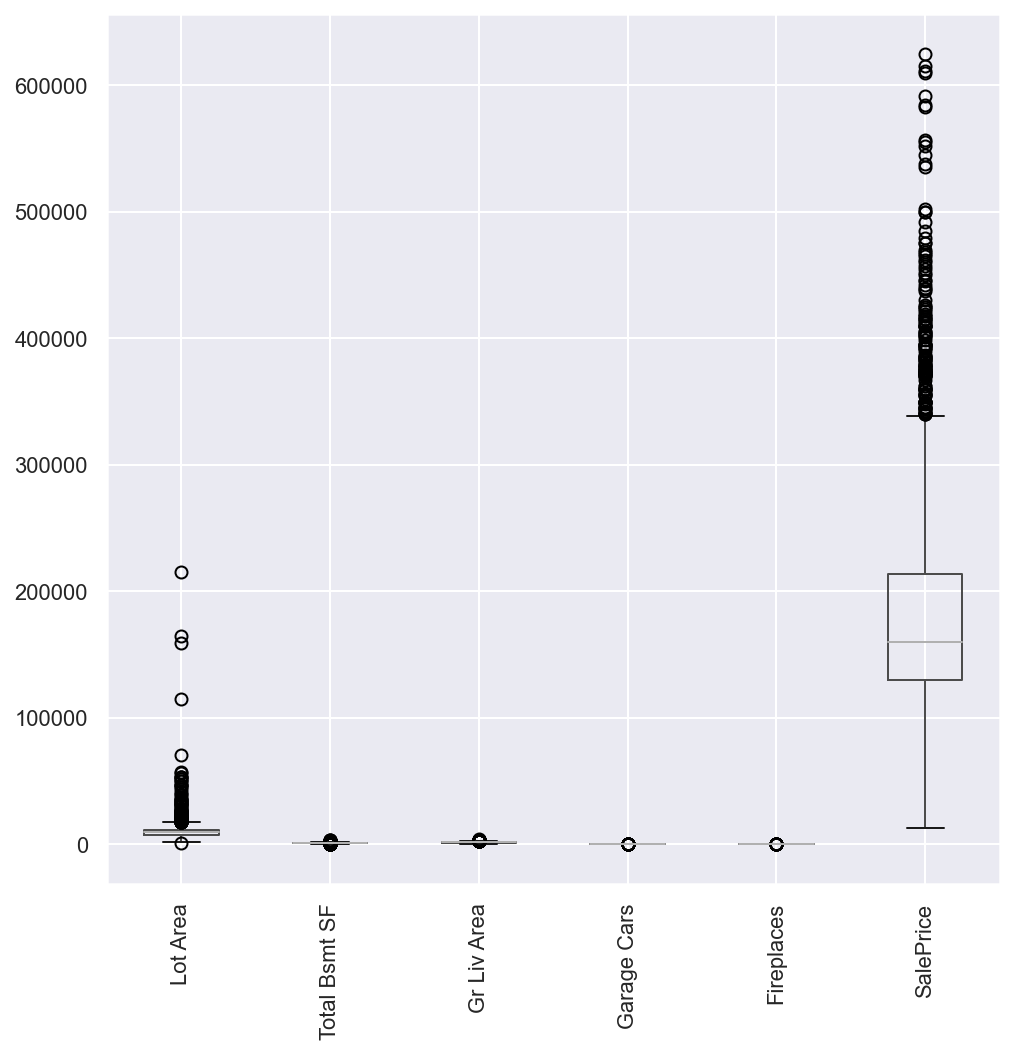 600000
500000
400000
300000
200000
100000
0
Lot Area
Total Bsmt SF
Gr Liv Area
Garage Cars
Fireplaces
SalePrice